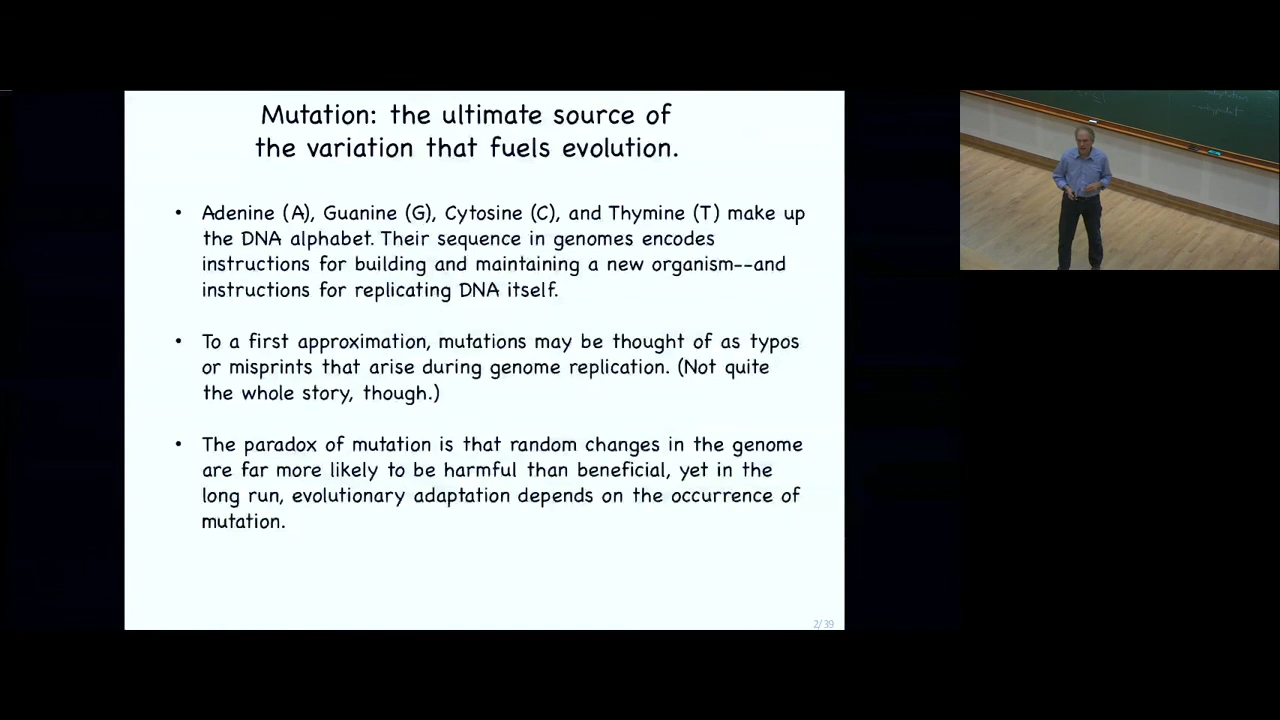 Mutation: the ultimate source of
the variation that fuels evolution.
• Adenine (A), Guanine (G), Cytosine (C), and Thymine (T) make up
the DNA alphabet. Their sequence in genomes encodes
instructions for building and maintaining a new organism--and
instructions for replicating DNA itself.
• To a first approximation, mutations may be thought of as typos
or misprints that arise during genome replication. (Not quite
the whole story, though.)
• The paradox of mutation is that random changes in the genome
are far more likely to be harmful than beneficial, yet in the
long run, evolutionary adaptation depends on the occurrence of
mutation.
2/39